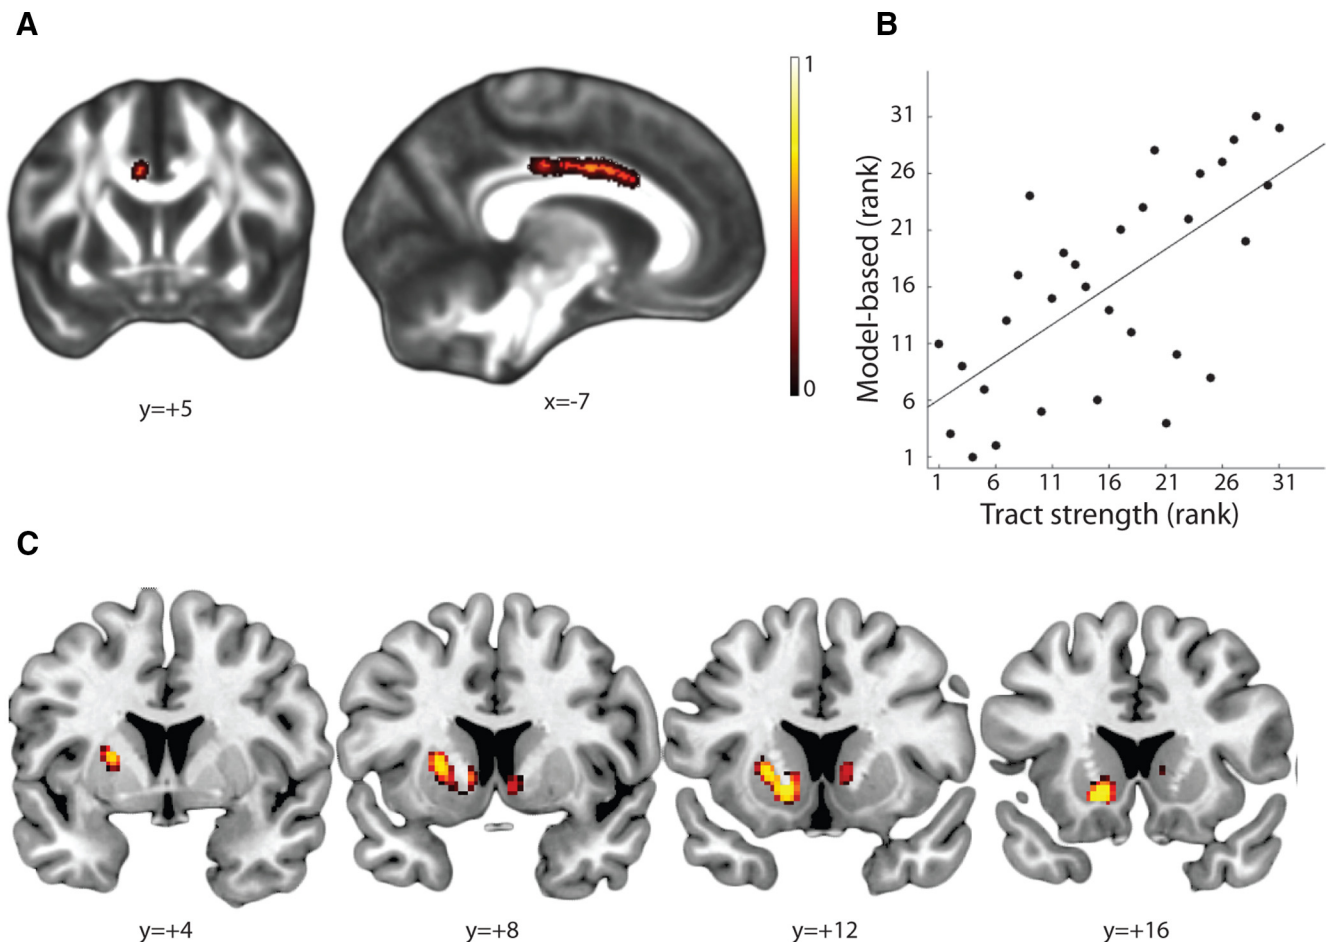 A
B
1
0
y=+5
x=-7
31
26
21
16
11
6
1
Model-based (rank)
1 6 11 16 21 26 31
Tract strength (rank)
C
y=+4 y=+8 y=+12 y=+16